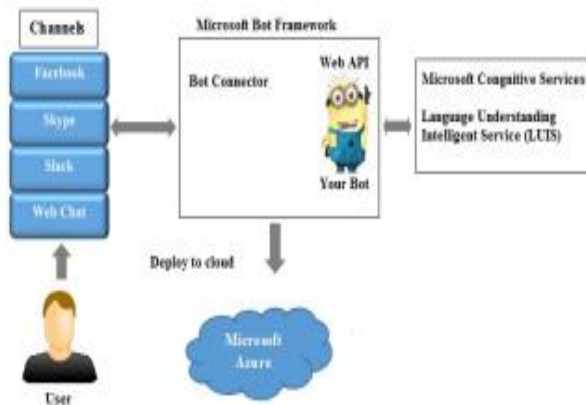 Channels
Facebook
Skype
Slack
Web Chat
User
Microsoft Bot Framework
Web API
Bot Connector
Your Bot
Deploy to cloud
Microsoft
Azure
Microsoft Congnitive Services
Language Understanding
Intelligent Service (LUIS)